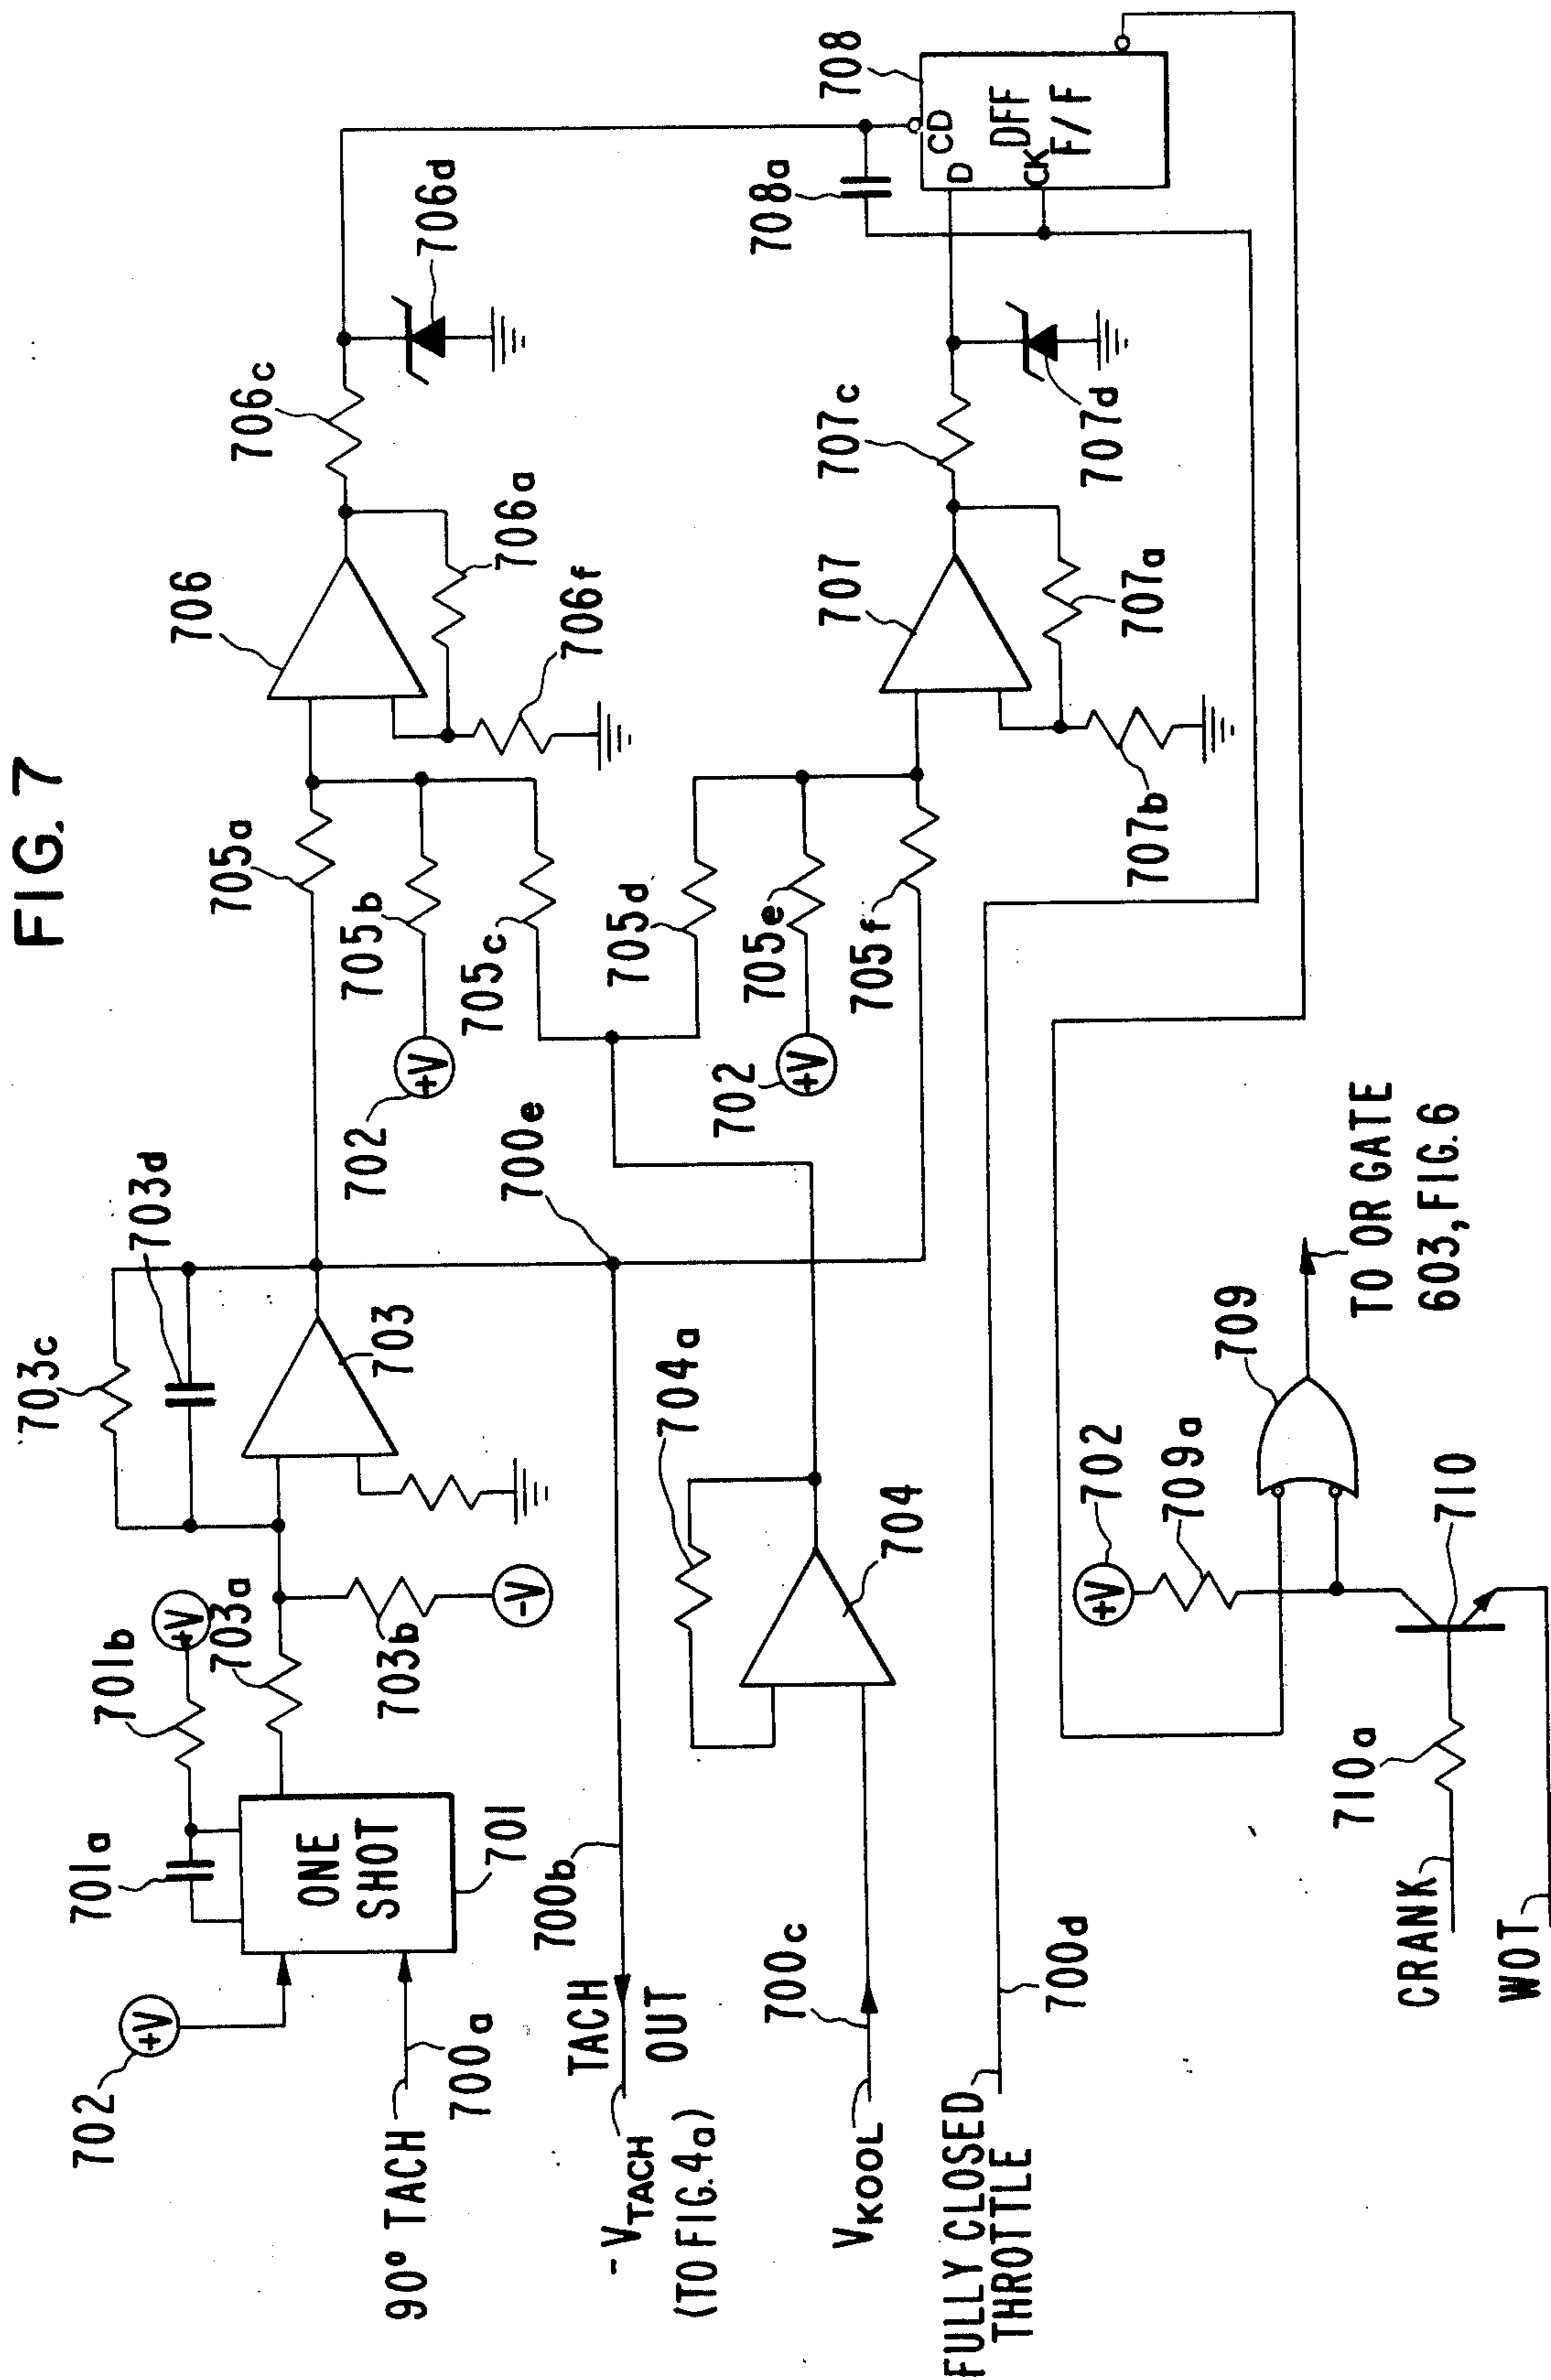 FIG. 7
702
+V
90° TACH
700a
701a
701b
+V
ONE
SHOT
701
703a
703b
-V
703c
703d
703
700e
700b
TACH
OUT
-VTACH
(TO FIG.4a)
705a
705b
702
+V
705c
705d
705e
702
+V
705f
706
706a
706f
706c
706d
707
707a
707b
707c
707d
708
708a
CD
D
DFF
CK
F/F
700c
VKOOL
704a
704
FULLY CLOSED
THROTTLE
700d
702
+V
709a
709
TO OR GATE
603, FIG. 6
710
710a
CRANK
WOT